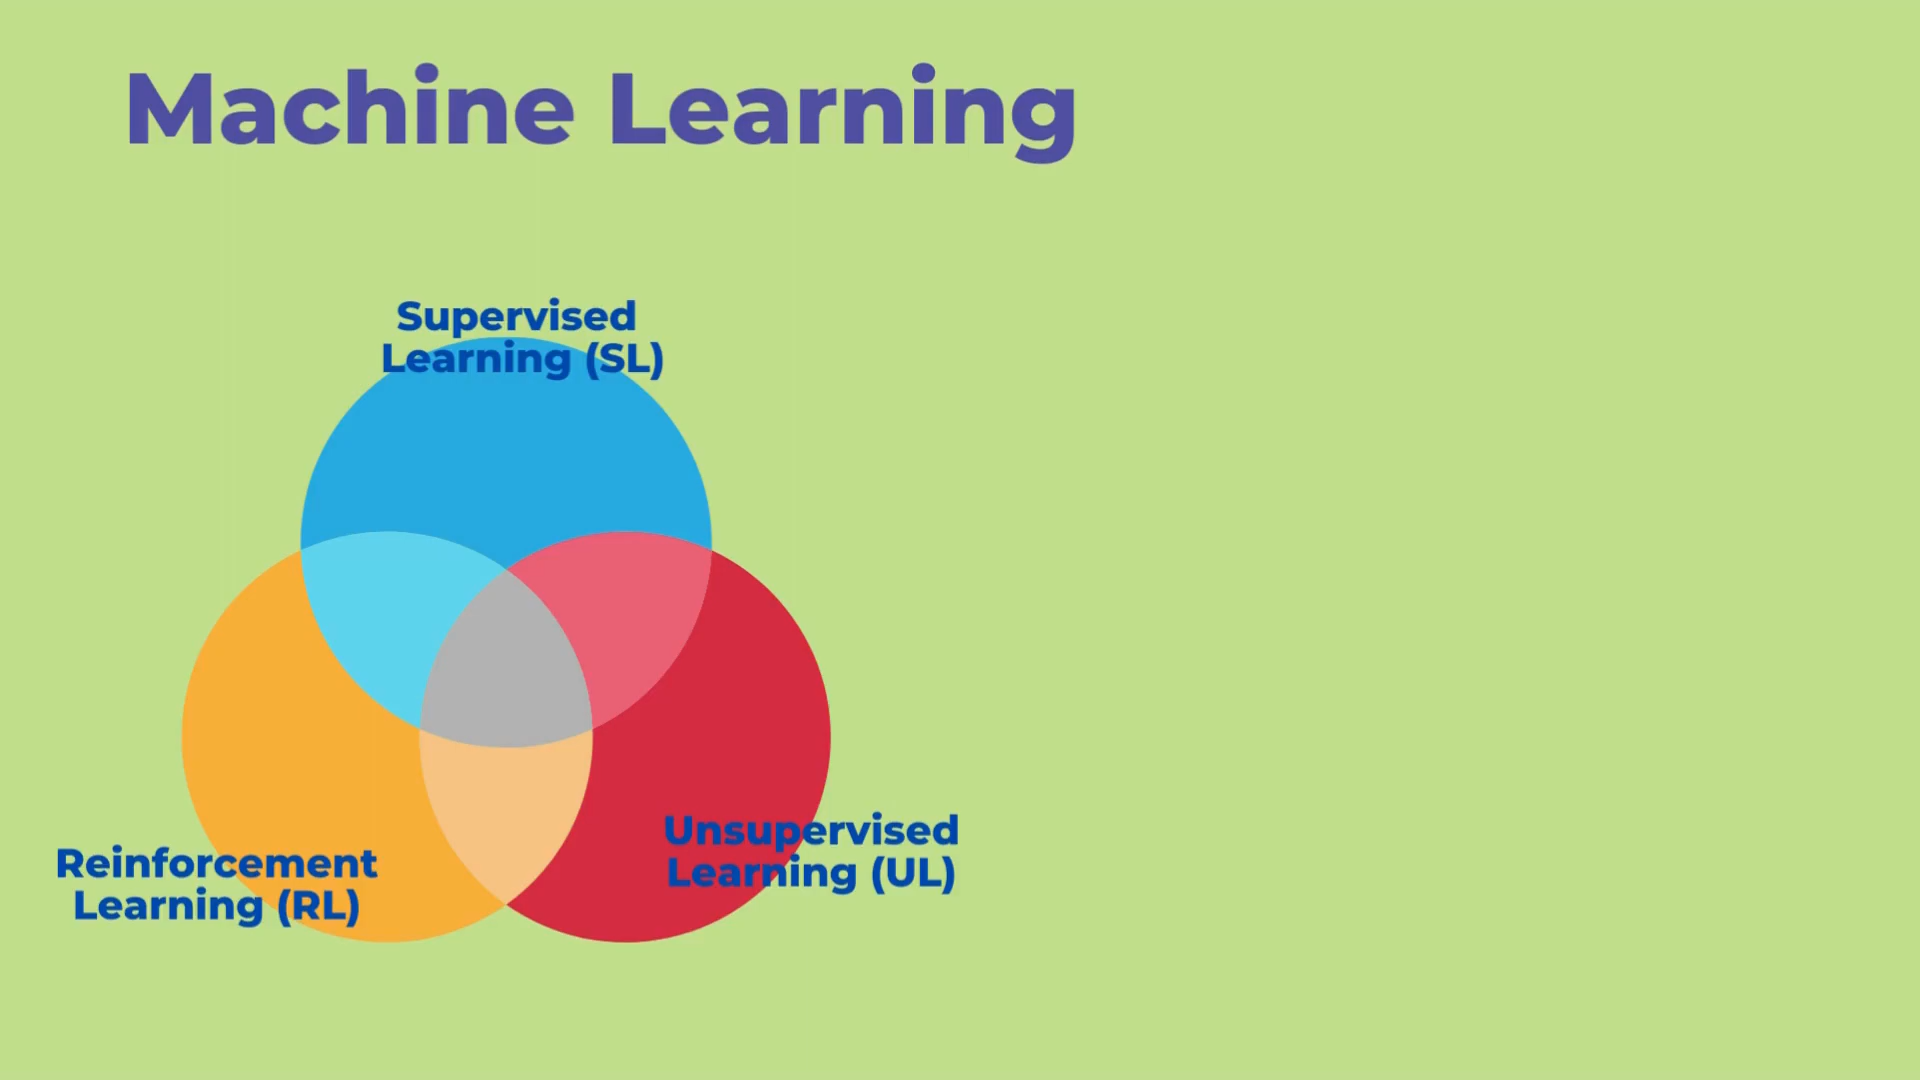 Machine Learning
Supervised
Learning (SL)
Unsupervised
Learning (UL)
Reinforcement
Learning (RL)